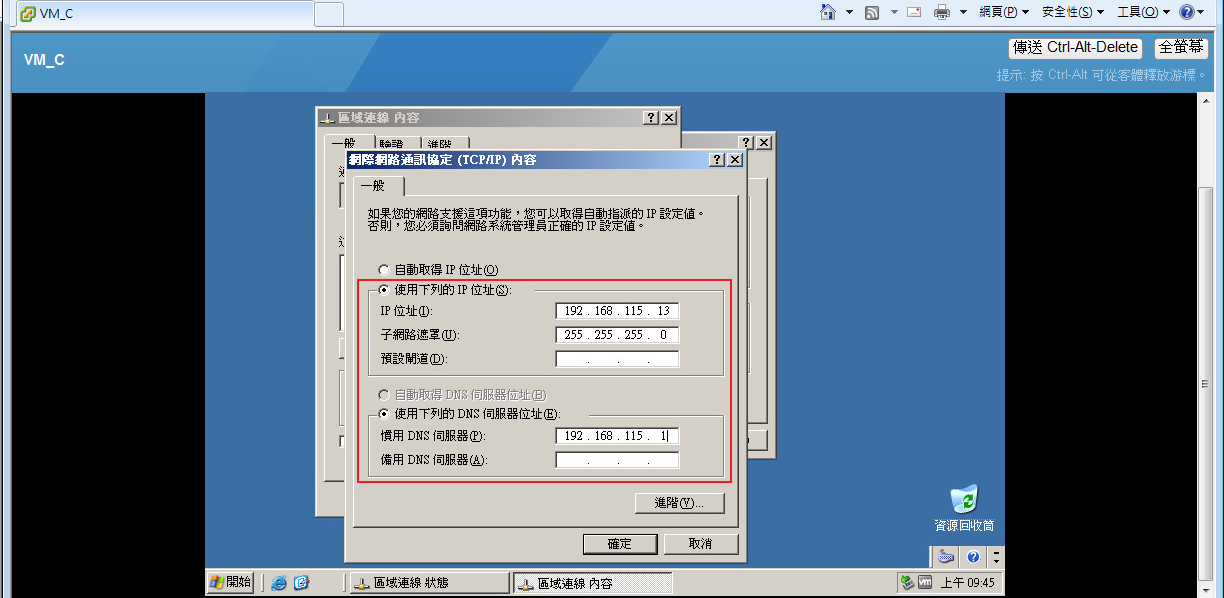 VM_C
網頁(P) 安全性(S) 工具(O)
VM_C
傳送 Ctrl-Alt-Delete 全螢幕
提示: 按 Ctrl-Alt 可從客體釋放游標。
區域連線 內容
一般 驗證 進階
網際網路通訊協定 (TCP/IP) 內容
一般
如果您的網路支援這項功能，您可以取得自動指派的 IP 設定值。
否則，您必須詢問網路系統管理員正確的 IP 設定值。
自動取得 IP 位址(O)
使用下列的 IP 位址(S):
IP 位址(I): 192 . 168 . 115 . 13
子網路遮罩(U): 255 . 255 . 255 . 0
預設閘道(D): . . .
自動取得 DNS 伺服器位址(B)
使用下列的 DNS 伺服器位址(E):
慣用 DNS 伺服器(P): 192 . 168 . 115 . 1
備用 DNS 伺服器(A): . . .
進階(V)...
確定 取消
資源回收筒
開始 區域連線 狀態 區域連線 內容 上午 09:45